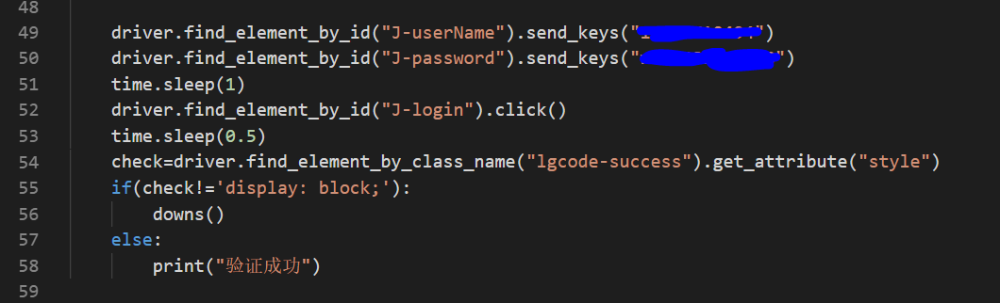 48
49 driver.find_element_by_id("J-userName").send_keys("")
50 driver.find_element_by_id("J-password").send_keys("")
51 time.sleep(1)
52 driver.find_element_by_id("J-login").click()
53 time.sleep(0.5)
54 check=driver.find_element_by_class_name("lgcode-success").get_attribute("style")
55 if(check!='display: block;'):
56 downs()
57 else:
58 print("验证成功")
59